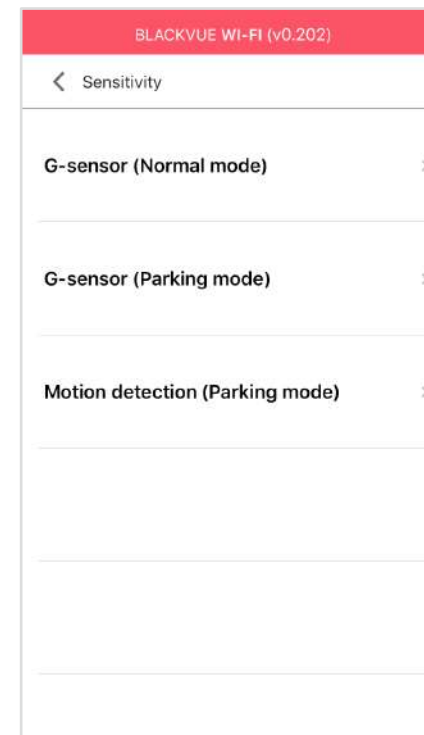 BLACKVUE WI-FI (v0.202)
Sensitivity
G-sensor (Normal mode)
G-sensor (Parking mode)
Motion detection (Parking mode)